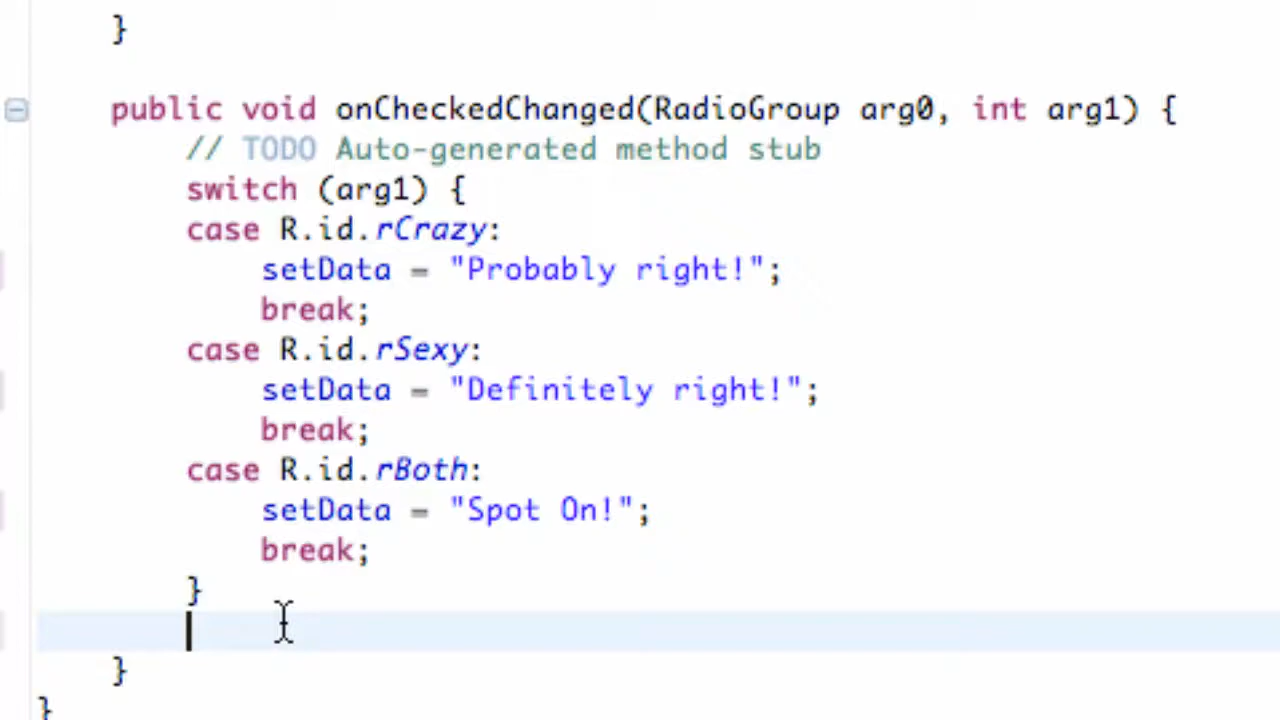 }
public void onCheckedChanged(RadioGroup arg0, int arg1) {
// TODO Auto-generated method stub
switch (arg1) {
case R.id.rCrazy:
setData = "Probably right!";
break;
case R.id.rSexy:
setData = "Definitely right!";
break;
case R.id.rBoth:
setData = "Spot On!";
break;
}
}
}